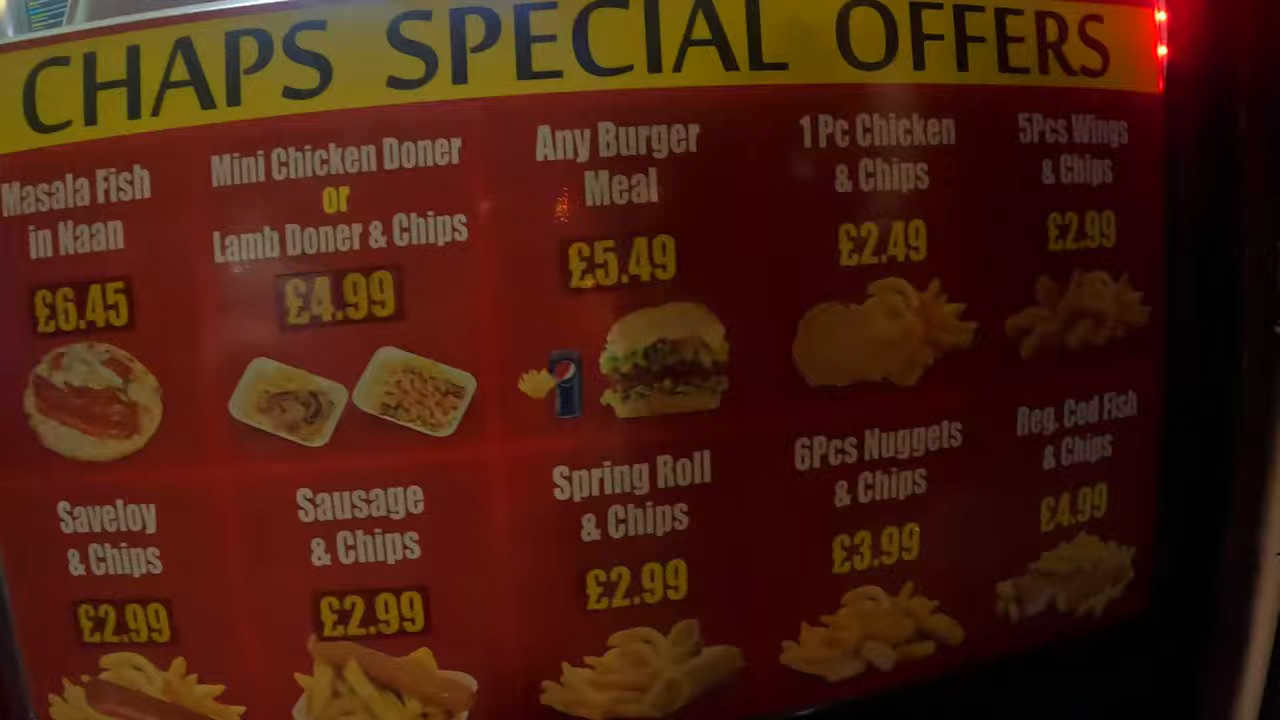 CHAPS SPECIAL OFFERS
Masala Fish
in Naan
£6.45
Mini Chicken Doner
or
Lamb Doner & Chips
£4.99
Any Burger
Meal
£5.49
1 Pc Chicken
& Chips
£2.49
5Pcs Wings
& Chips
£2.99
Saveloy
& Chips
£2.99
Sausage
& Chips
£2.99
Spring Roll
& Chips
£2.99
6Pcs Nuggets
& Chips
£3.99
Reg. Cod Fish
& Chips
£4.99